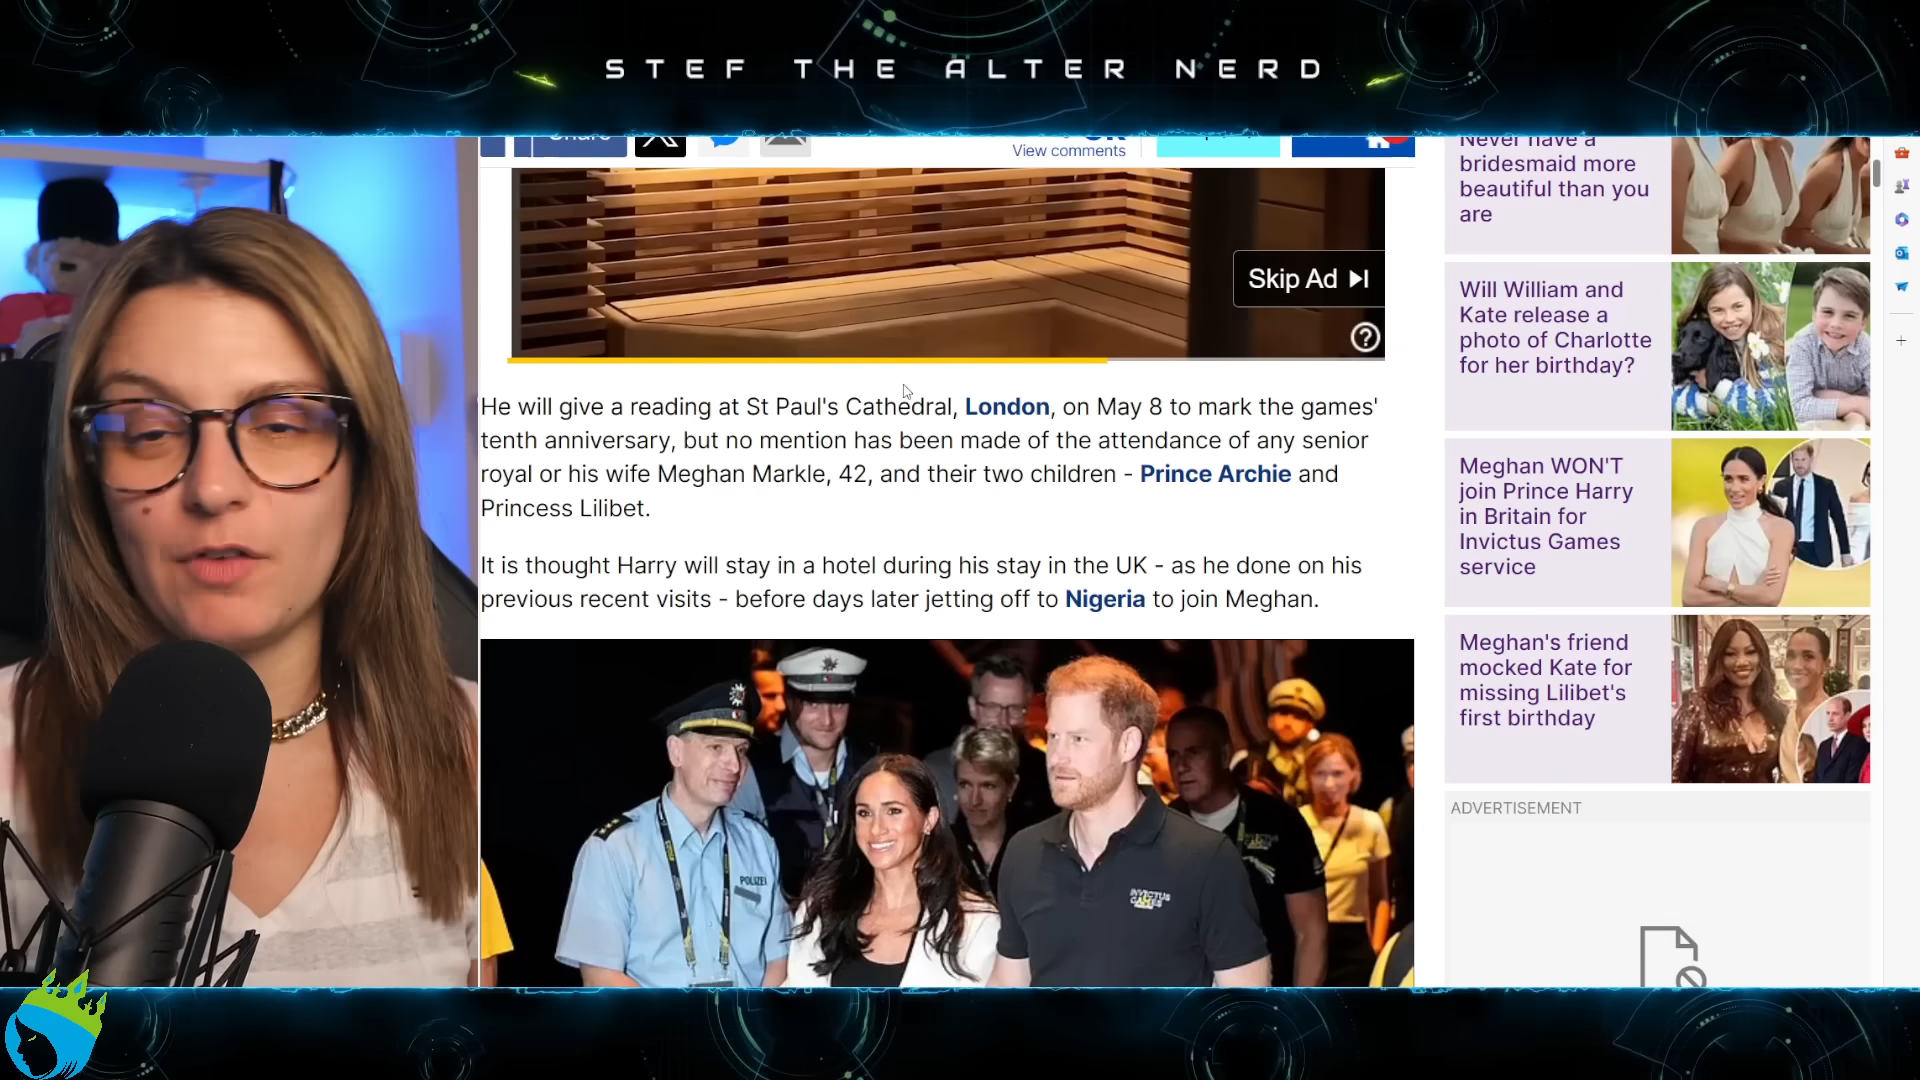 STEF THE ALTER NERD
Share
View comments
Skip Ad
He will give a reading at St Paul's Cathedral, London, on May 8 to mark the games'
tenth anniversary, but no mention has been made of the attendance of any senior
royal or his wife Meghan Markle, 42, and their two children - Prince Archie and
Princess Lilibet.
It is thought Harry will stay in a hotel during his stay in the UK - as he done on his
previous recent visits - before days later jetting off to Nigeria to join Meghan.
POLIZEI
INVICTUS
GAMES
Never have a
bridesmaid more
beautiful than you
are
Will William and
Kate release a
photo of Charlotte
for her birthday?
Meghan WON'T
join Prince Harry
in Britain for
Invictus Games
service
Meghan's friend
mocked Kate for
missing Lilibet's
first birthday
ADVERTISEMENT